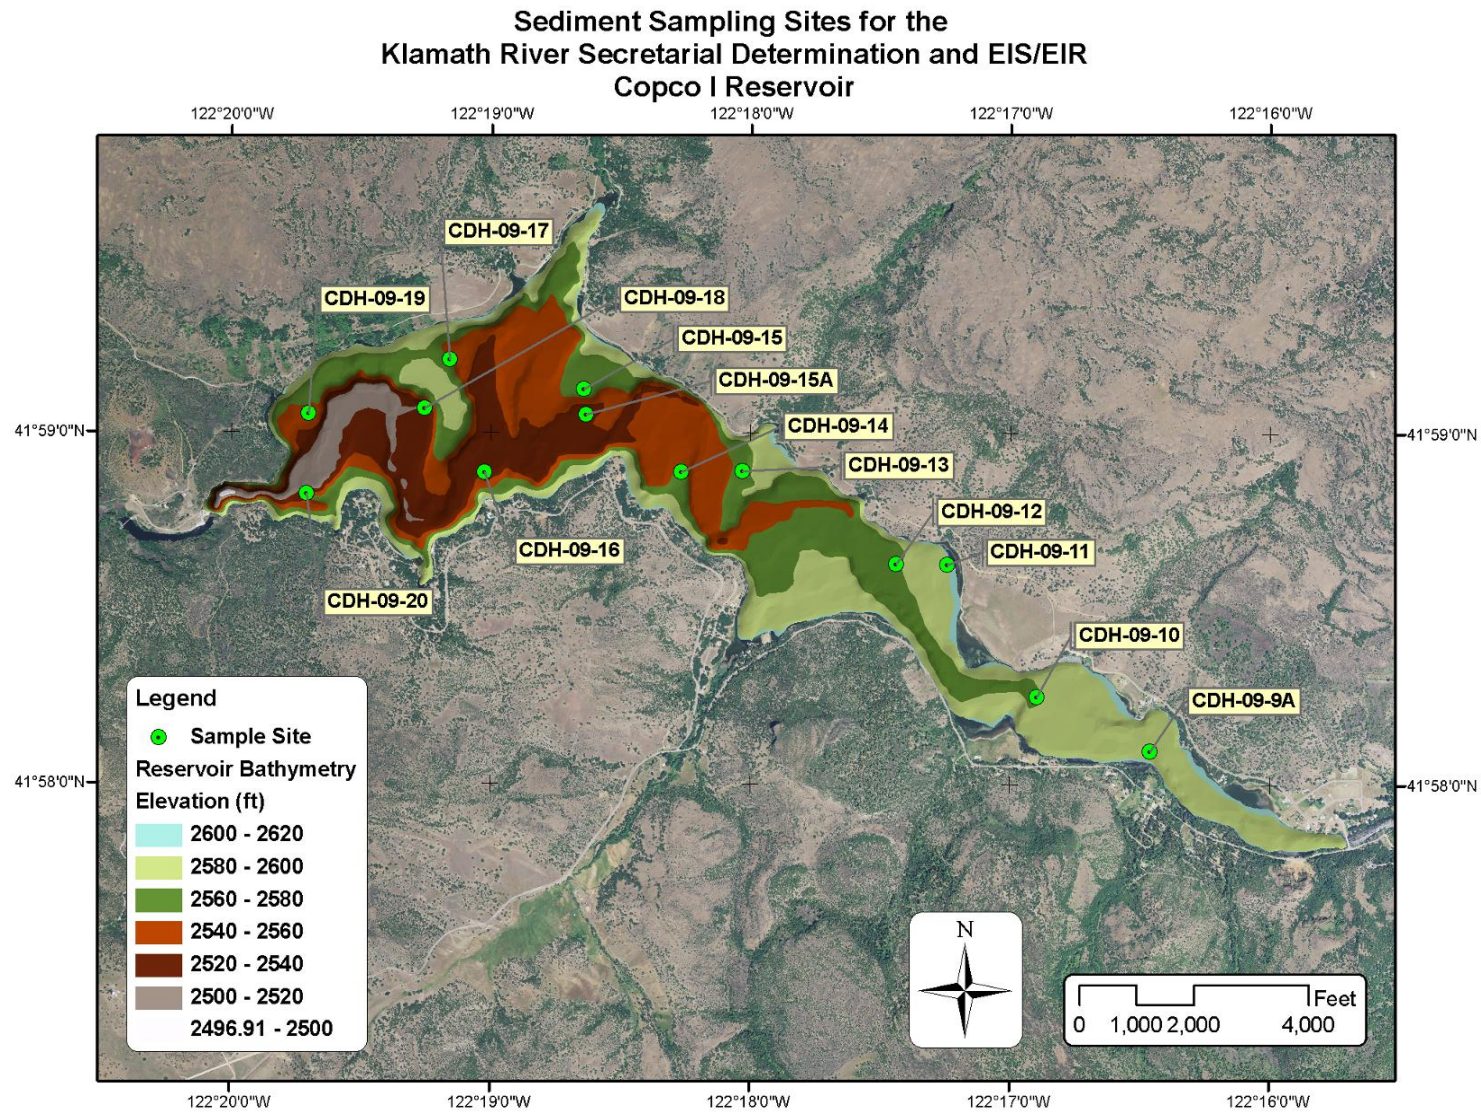 Sediment Sampling Sites for the
Klamath River Secretarial Determination and EIS/EIR
Copco I Reservoir
122°20'0"W 122°19'0"W 122°18'0"W 122°17'0"W 122°16'0"W
CDH-09-17
CDH-09-19
CDH-09-18
CDH-09-15
CDH-09-15A
CDH-09-14
41°59'0"N 41°59'0"N
CDH-09-13
CDH-09-12
CDH-09-16
CDH-09-11
CDH-09-20
CDH-09-10
CDH-09-9A
41°58'0"N 41°58'0"N
Legend
Sample Site
Reservoir Bathymetry
Elevation (ft)
2600 - 2620
2580 - 2600
2560 - 2580
2540 - 2560
2520 - 2540
2500 - 2520
2496.91 - 2500
N
Feet
0 1,000 2,000 4,000
122°20'0"W 122°19'0"W 122°18'0"W 122°17'0"W 122°16'0"W